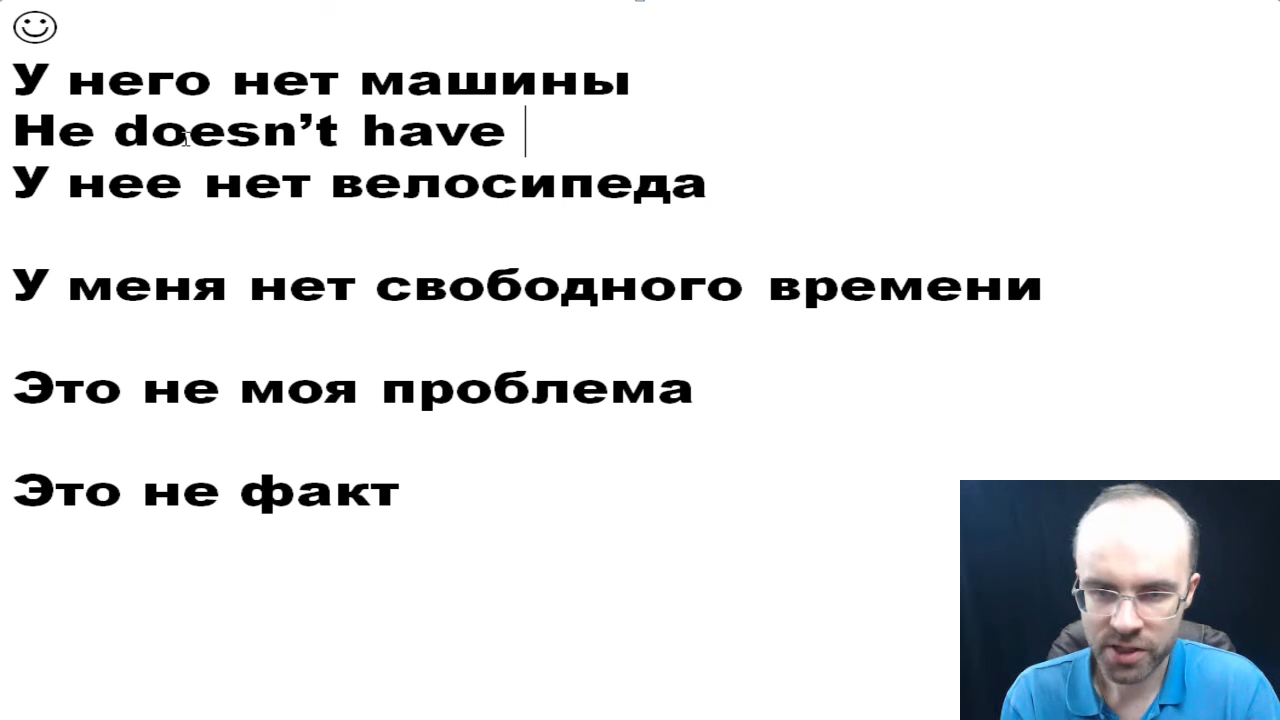 У него нет машины
He doesn’t have
У нее нет велосипеда
У меня нет свободного времени
Это не моя проблема
Это не факт